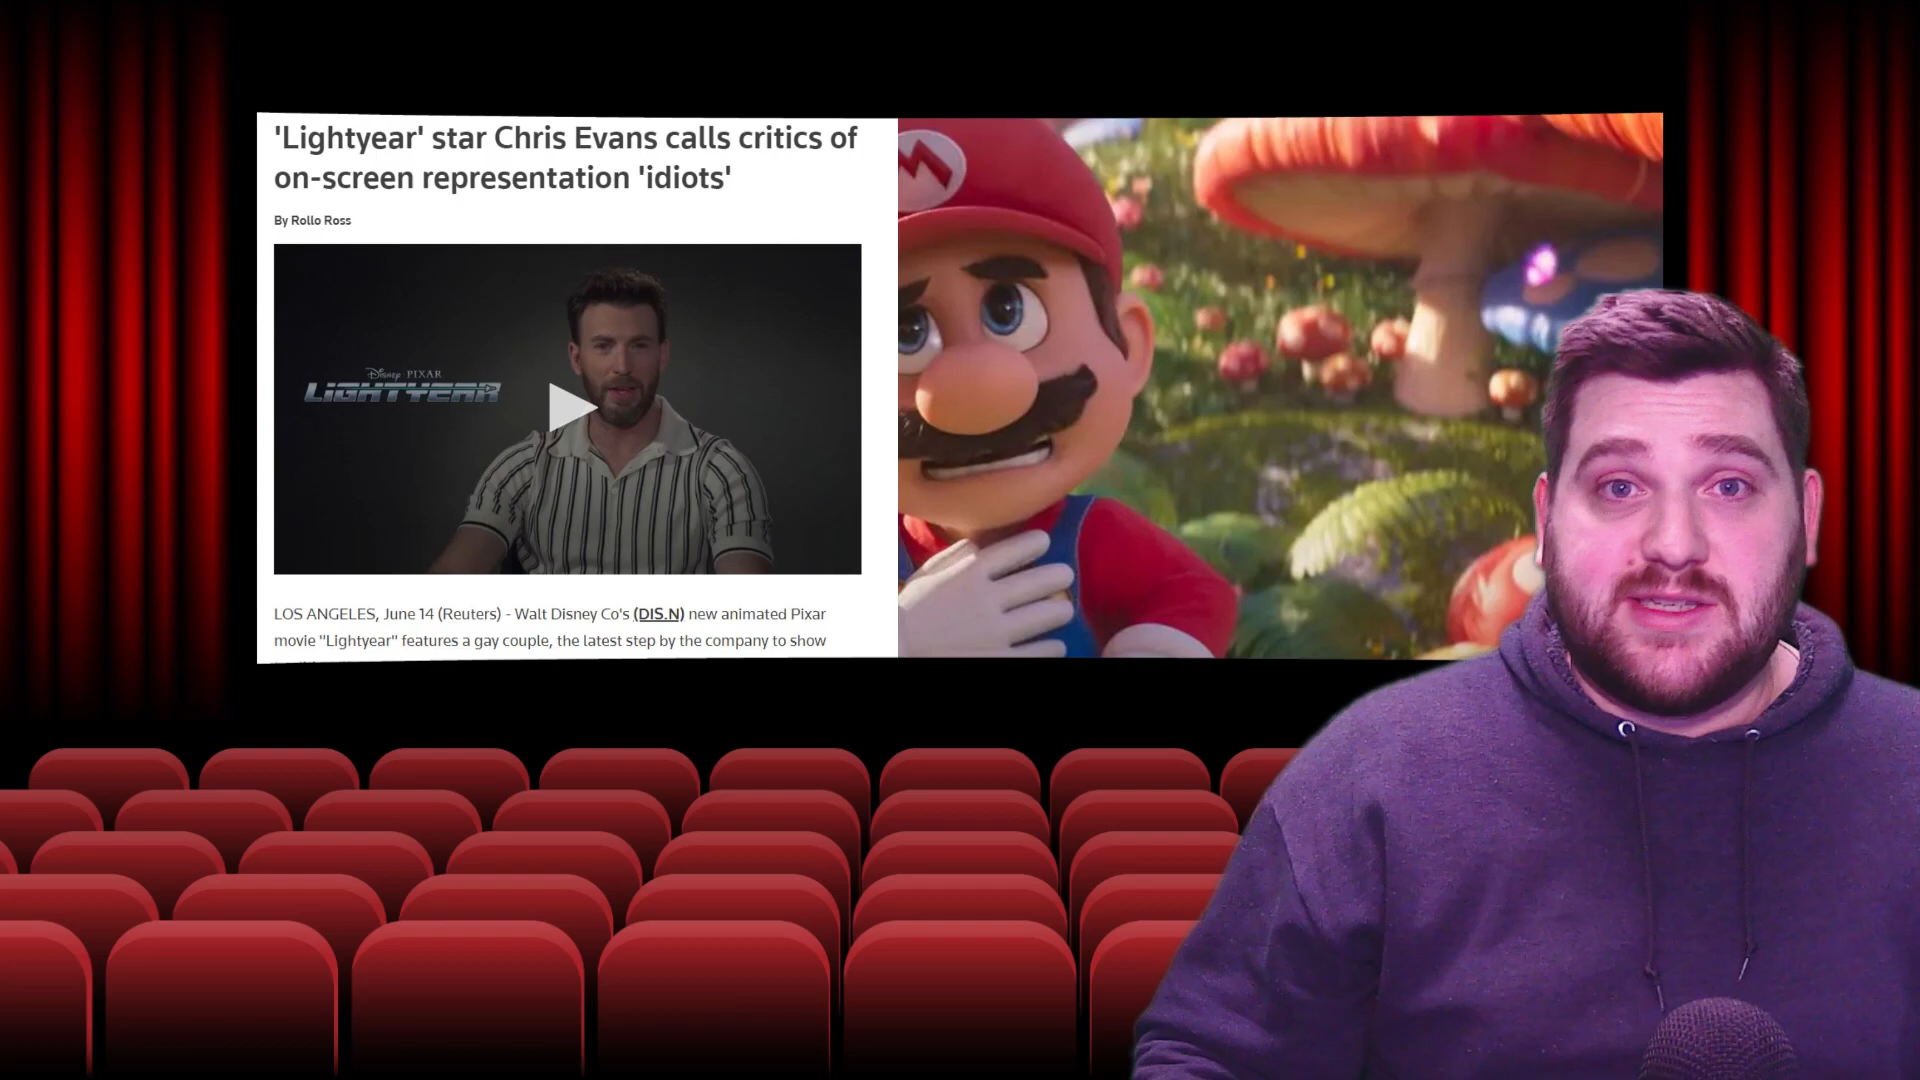 'Lightyear' star Chris Evans calls critics of
on-screen representation 'idiots'
By Rollo Ross
Disney · PIXAR
LIGHTYEAR
LOS ANGELES, June 14 (Reuters) - Walt Disney Co's (DIS.N) new animated Pixar
movie "Lightyear" features a gay couple, the latest step by the company to show
M